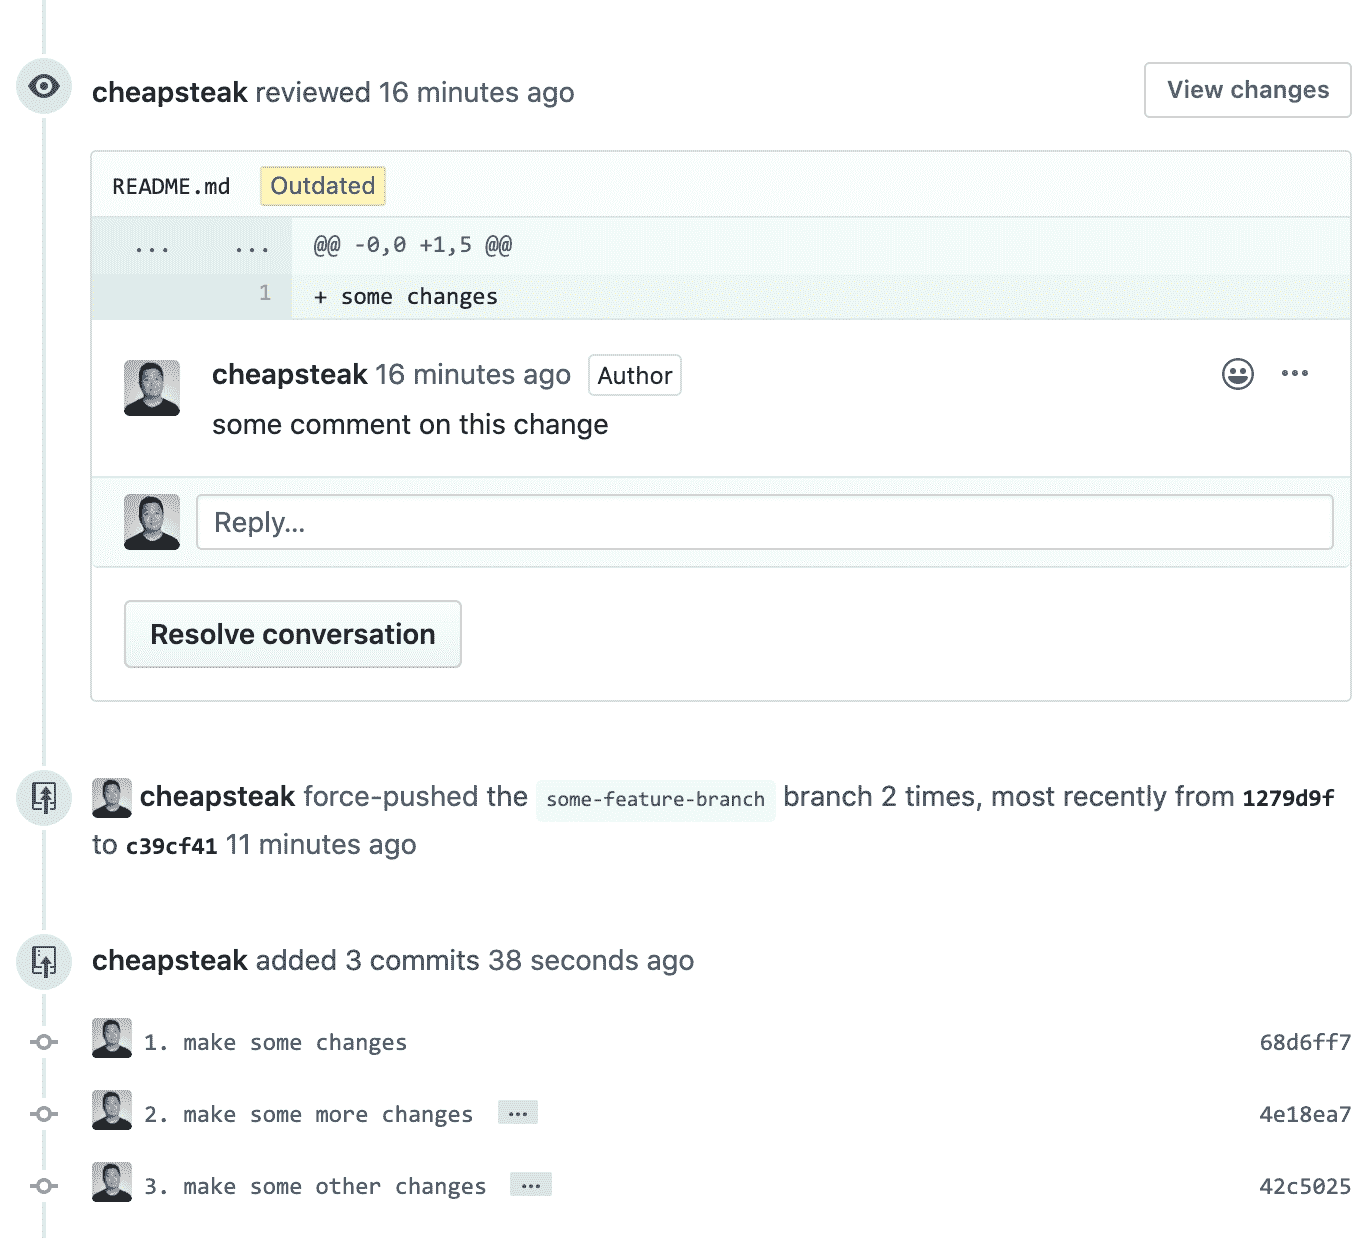 cheapsteak reviewed 16 minutes ago
View changes
README.md Outdated
... ... @@ -0,0 +1,5 @@
1 + some changes
cheapsteak 16 minutes ago Author
some comment on this change
Reply...
Resolve conversation
cheapsteak force-pushed the some-feature-branch branch 2 times, most recently from 1279d9f
to c39cf41 11 minutes ago
cheapsteak added 3 commits 38 seconds ago
1. make some changes 68d6ff7
2. make some more changes ... 4e18ea7
3. make some other changes ... 42c5025